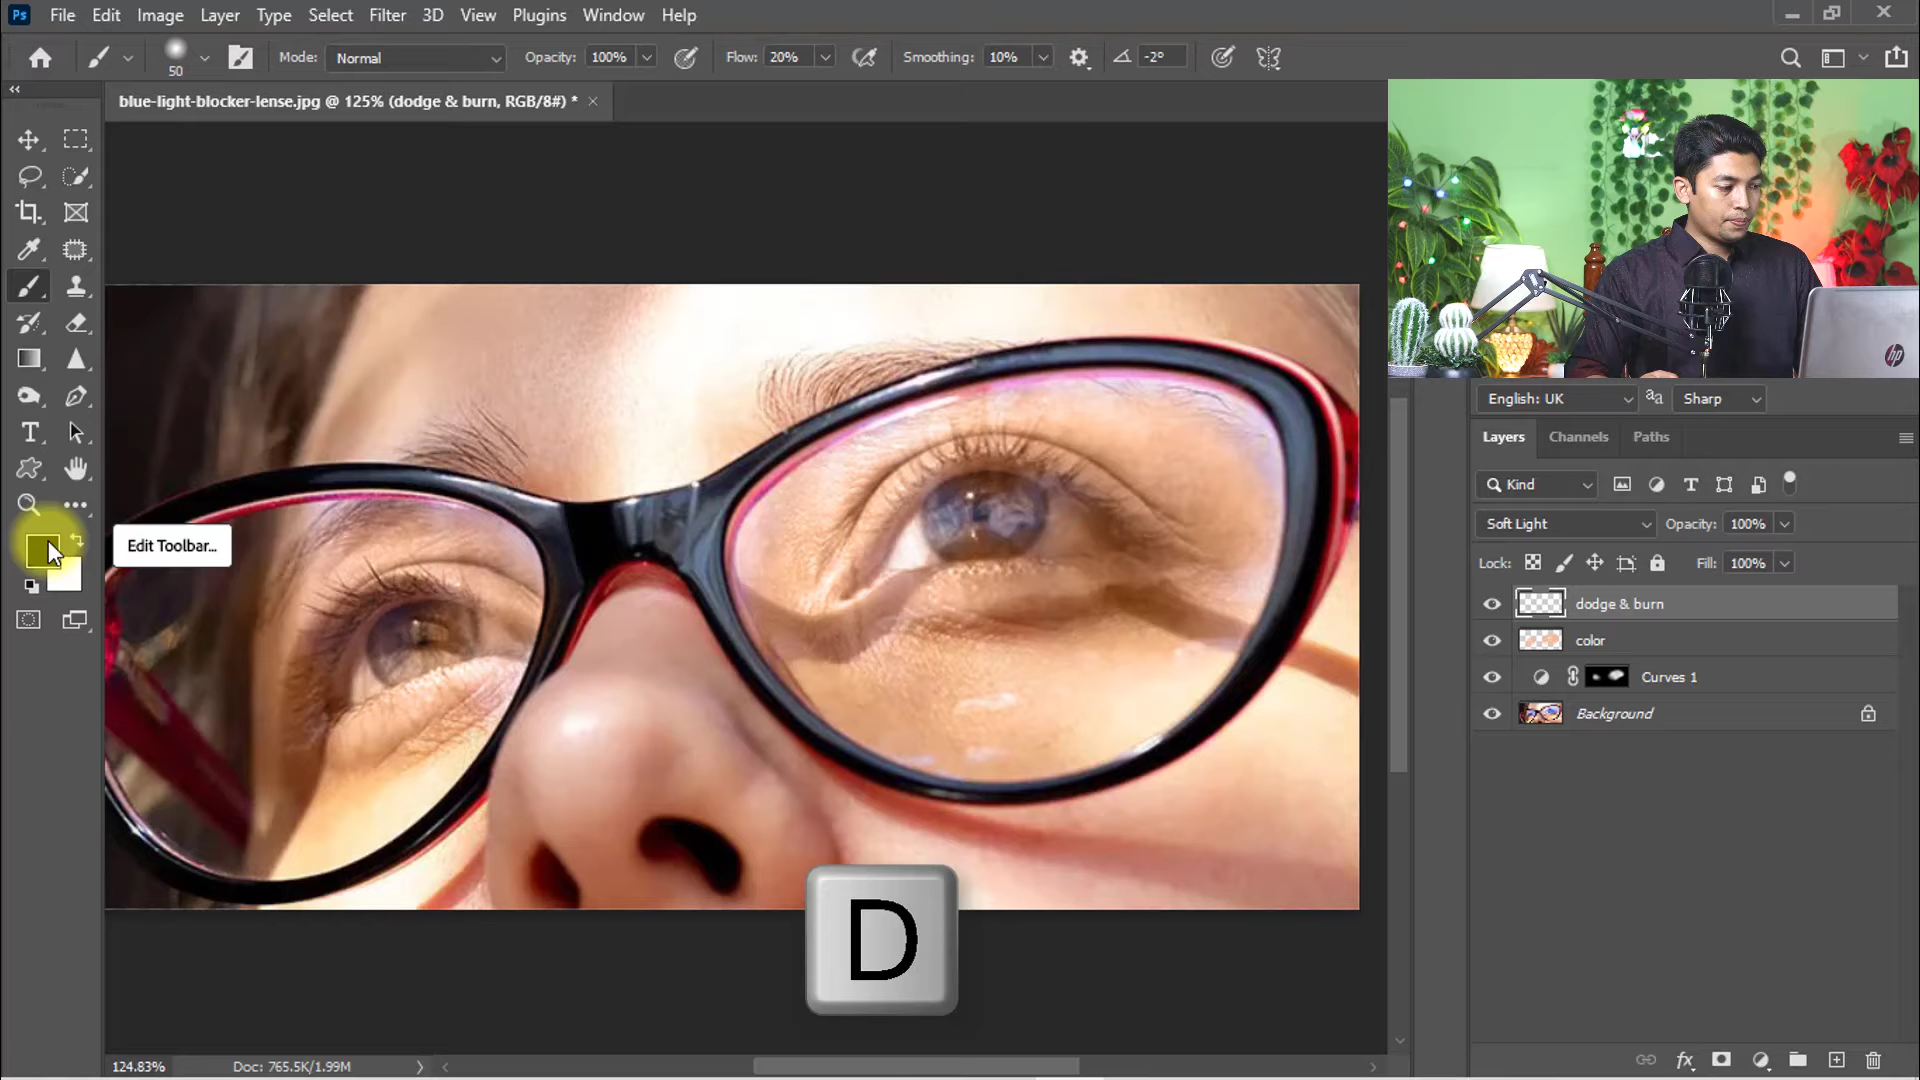 Ps File Edit Image Layer Type Select Filter 3D View Plugins Window Help
50 Mode: Normal Opacity: 100% Flow: 20% Smoothing: 10% -2°
blue-light-blocker-lense.jpg @ 125% (dodge & burn, RGB/8#) *
hp
English: UK aa Sharp
Layers Channels Paths
Kind
Soft Light Opacity: 100%
Edit Toolbar...
Lock: Fill: 100%
dodge & burn
color
Curves 1
Background
D
124.83% Doc: 765.5K/1.99M
fx